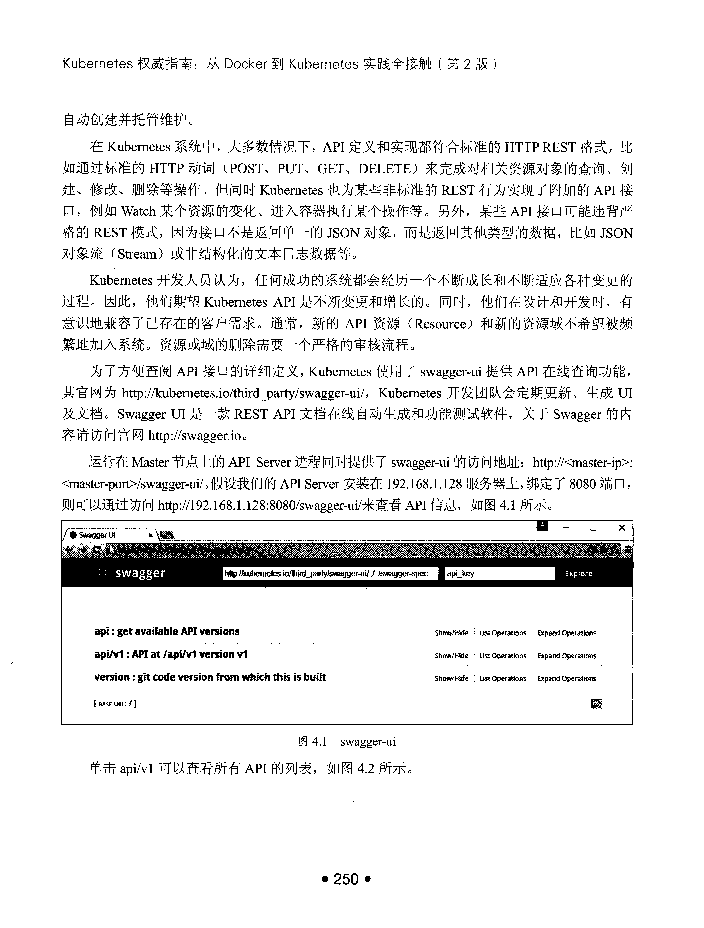 Kubernetes 权威指南：从 Docker 到 Kubernetes 实践全接触（第 2 版）
自动创建并托管维护。
在 Kubernetes 系统中，大多数情况下，API 定义和实现都符合标准的 HTTP REST 格式，比
如通过标准的 HTTP 动词（POST、PUT、GET、DELETE）来完成对相关资源对象的查询、创
建、修改、删除等操作。但同时 Kubernetes 也为某些非标准的 REST 行为实现了附加的 API 接
口，例如 Watch 某个资源的变化、进入容器执行某个操作等。另外，某些 API 接口可能违背严
格的 REST 模式，因为接口不是返回单一的 JSON 对象，而是返回其他类型的数据，比如 JSON
对象流（Stream）或非结构化的文本日志数据等。
Kubernetes 开发人员认为，任何成功的系统都会经历一个不断成长和不断适应各种变更的
过程。因此，他们期望 Kubernetes API 是不断变更和增长的。同时，他们在设计和开发时，有
意识地兼容了已存在的客户需求。通常，新的 API 资源（Resource）和新的资源域不希望被频
繁地加入系统。资源或域的删除需要一个严格的审核流程。
为了方便查阅 API 接口的详细定义，Kubernetes 使用了 swagger-ui 提供 API 在线查询功能，
其官网为 http://kubernetes.io/third_party/swagger-ui/，Kubernetes 开发团队会定期更新、生成 UI
及文档。Swagger UI 是一款 REST API 文档在线自动生成和功能测试软件，关于 Swagger 的内
容请访问官网 http://swagger.io。
运行在 Master 节点上的 API Server 进程同时提供了 swagger-ui 的访问地址：http://<master-ip>:
<master-port>/swagger-ui/。假设我们的 API Server 安装在 192.168.1.128 服务器上，绑定了 8080 端口，
则可以通过访问 http://192.168.1.128:8080/swagger-ui/来查看 API 信息，如图 4.1 所示。
Swagger UI
swagger http://kubernetes.io/third_party/swagger-ui/../../swagger-spec api_key Explore
api : get available API versions Show/Hide List Operations Expand Operations
api/v1 : API at /api/v1 version v1 Show/Hide List Operations Expand Operations
version : git code version from which this is built Show/Hide List Operations Expand Operations
[ BASE URL: / ]
图 4.1 swagger-ui
单击 api/v1 可以查看所有 API 的列表，如图 4.2 所示。
• 250 •